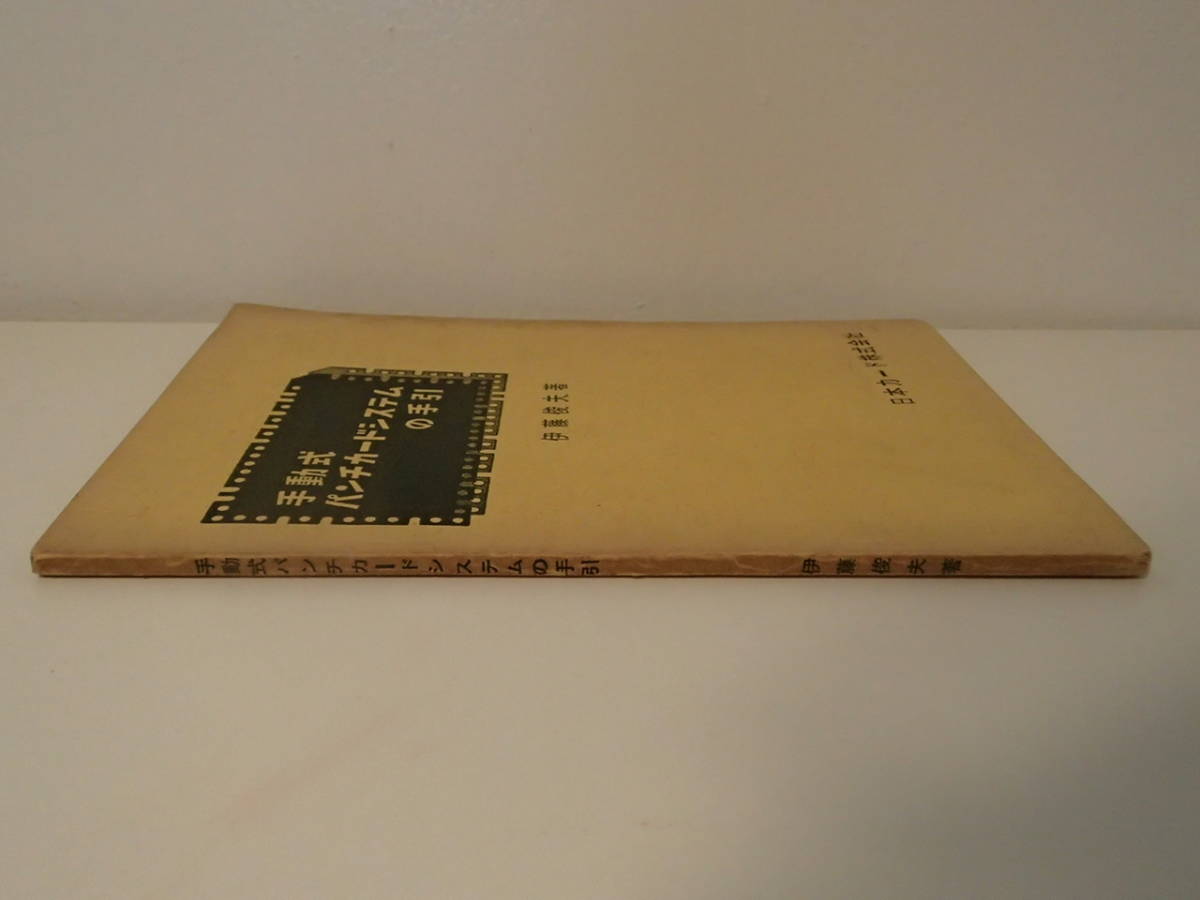 手動式
パンチカードシステム
の手引
伊藤俊夫著
日本カード株式会社
手動式パンチカードシステムの手引 伊藤俊夫著